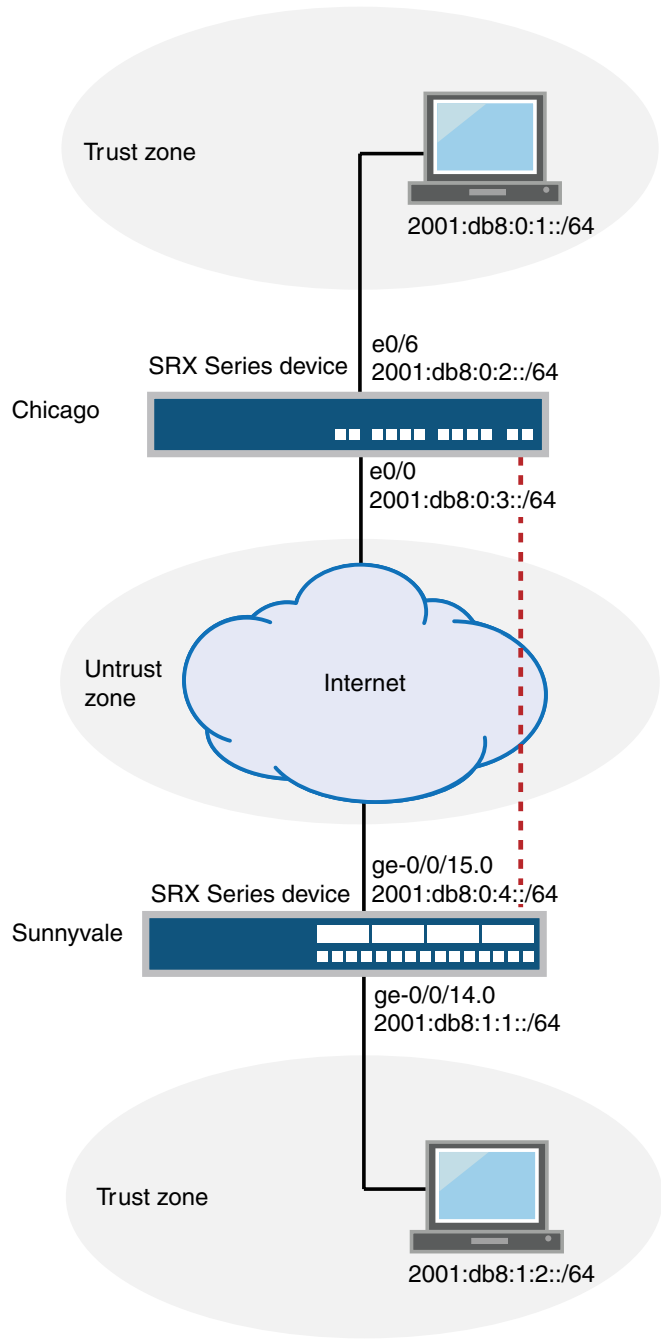 Trust zone
2001:db8:0:1::/64
e0/6
SRX Series device
2001:db8:0:2::/64
Chicago
e0/0
2001:db8:0:3::/64
Untrust
zone
Internet
ge-0/0/15.0
SRX Series device
2001:db8:0:4::/64
Sunnyvale
ge-0/0/14.0
2001:db8:1:1::/64
Trust zone
2001:db8:1:2::/64